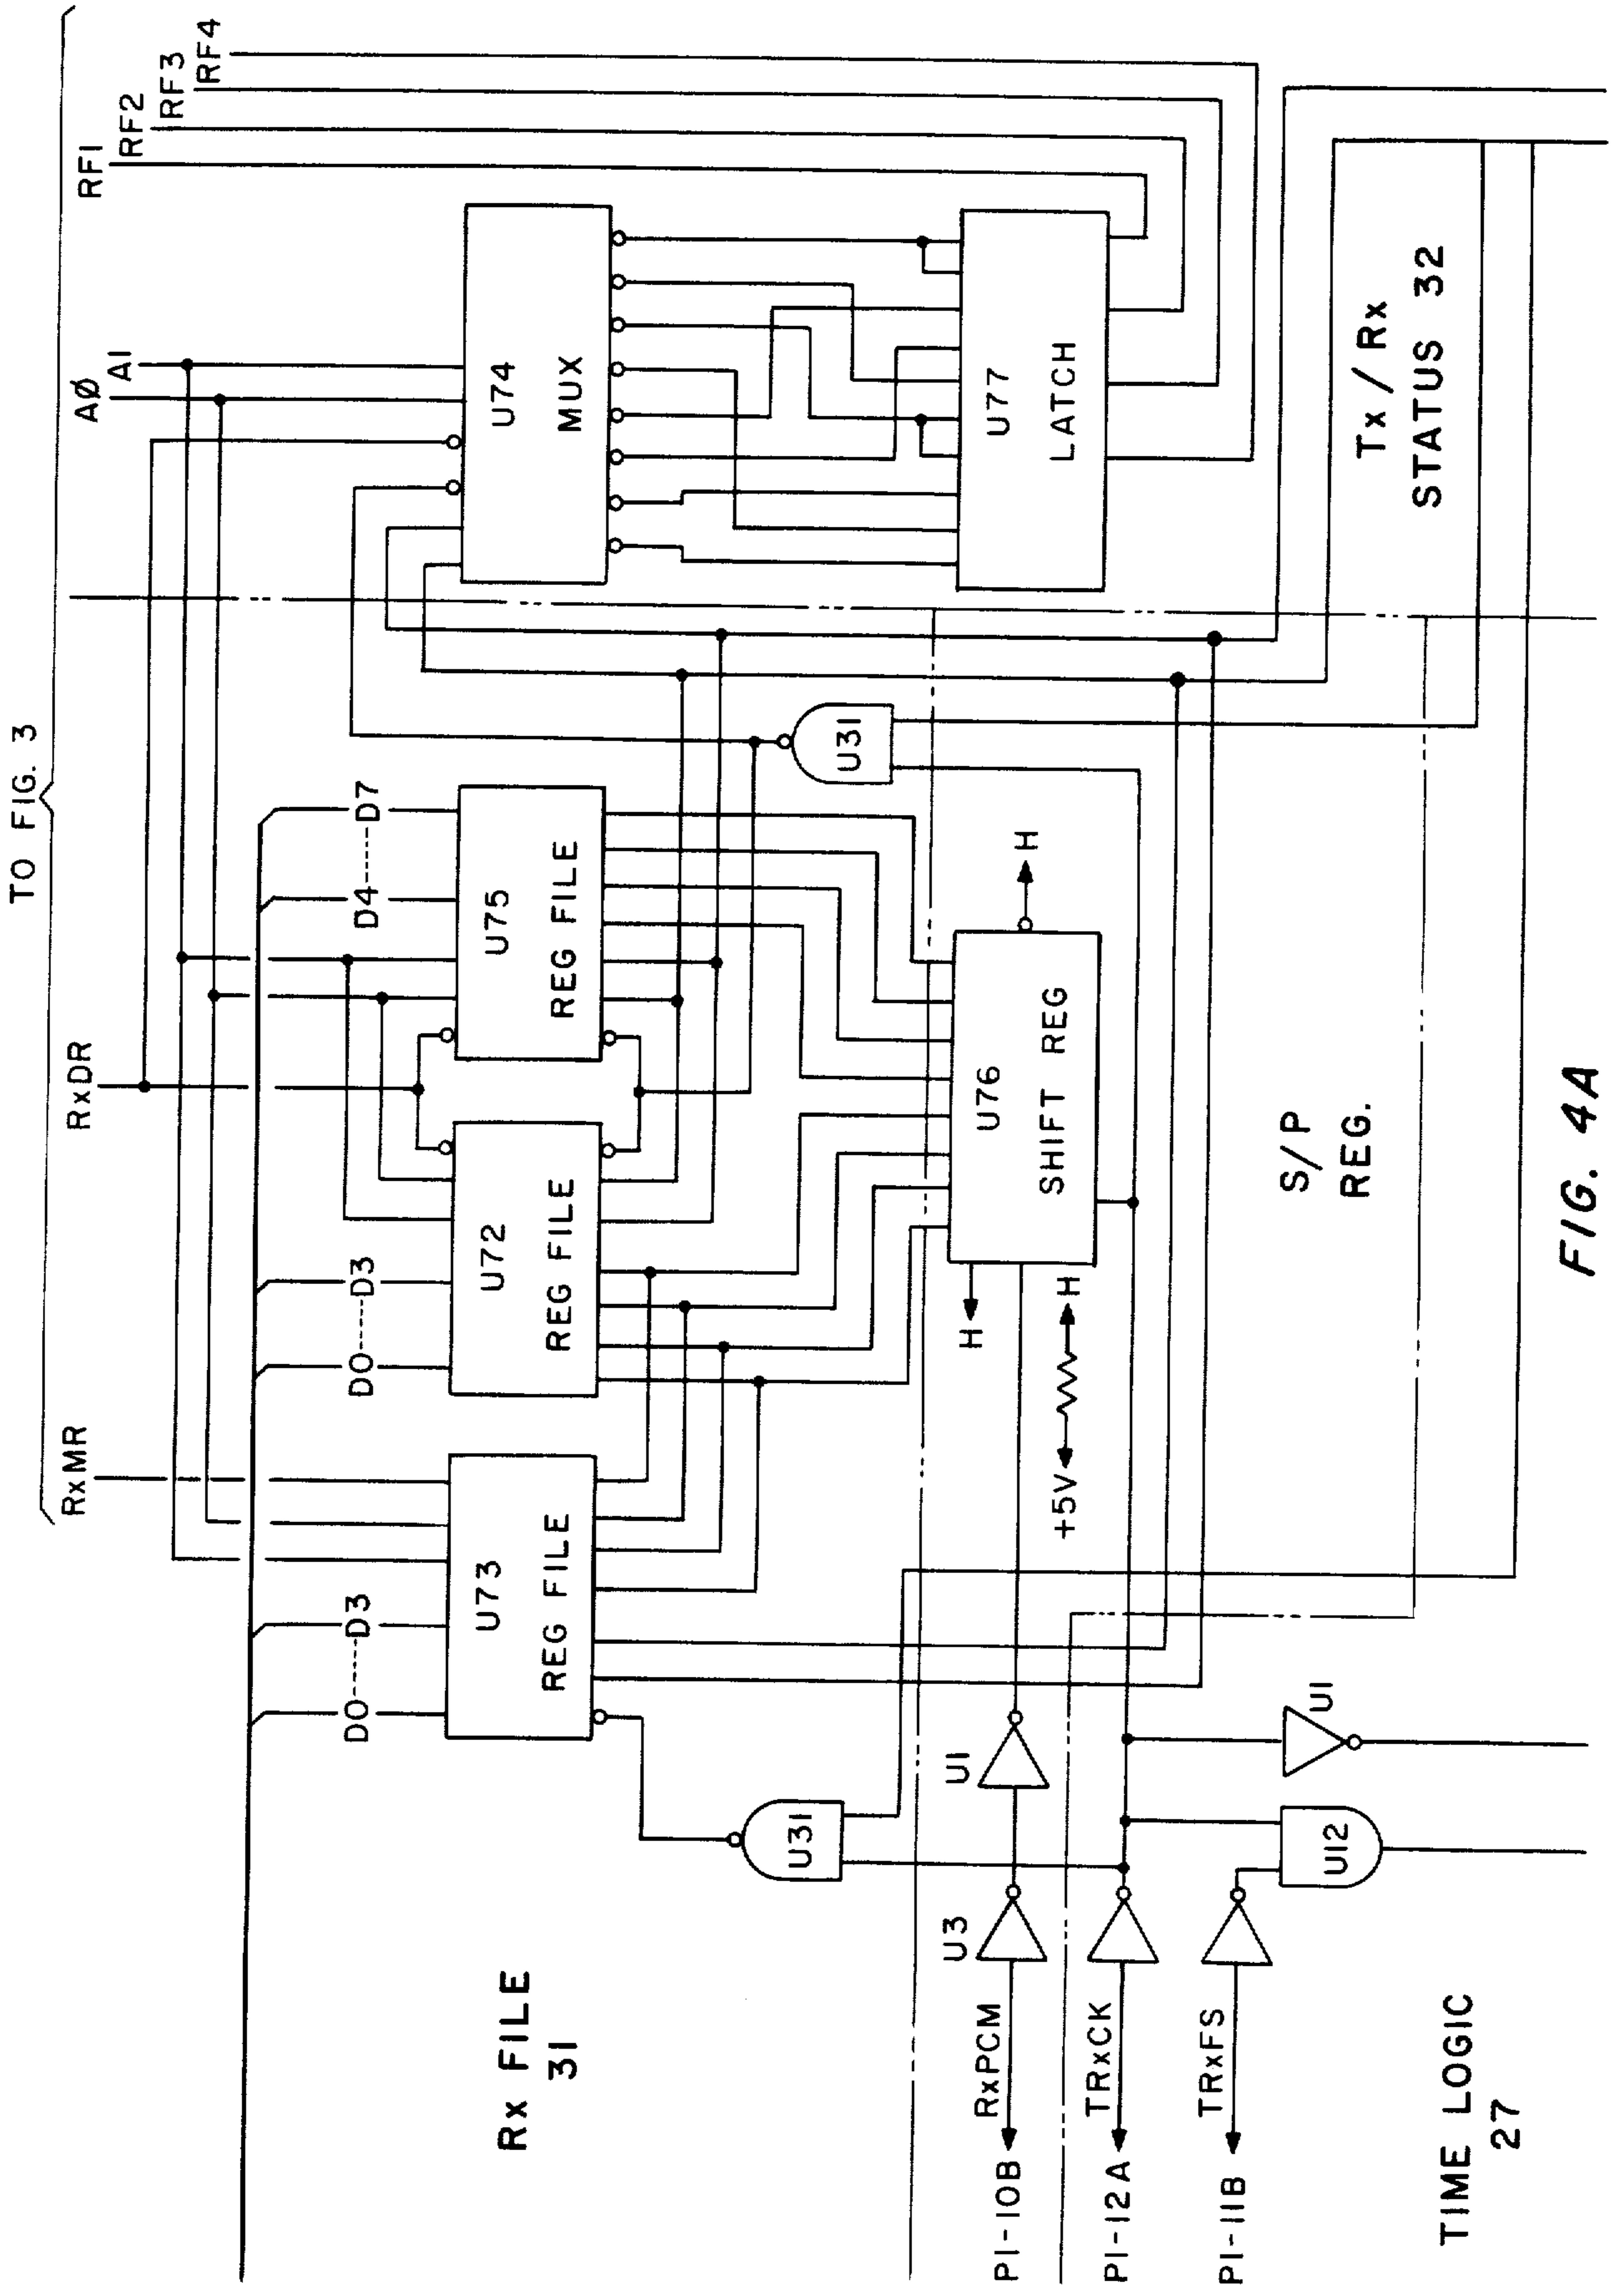 TO FIG. 3
RxMR
RxDR
AØ
A1
RF1
RF2
RF3
RF4
D0----D3
D0----D3
D4----D7
U73
REG FILE
U72
REG FILE
U75
REG FILE
U74
MUX
Rx FILE
31
U31
U31
U77
LATCH
U76
SHIFT REG
H
H
+5V
H
P1-10B
RxPCM
U3
U1
P1-12A
TRxCK
P1-11B
TRxFS
U12
U1
S/P
REG.
Tx/Rx
STATUS 32
TIME LOGIC
27
FIG. 4A